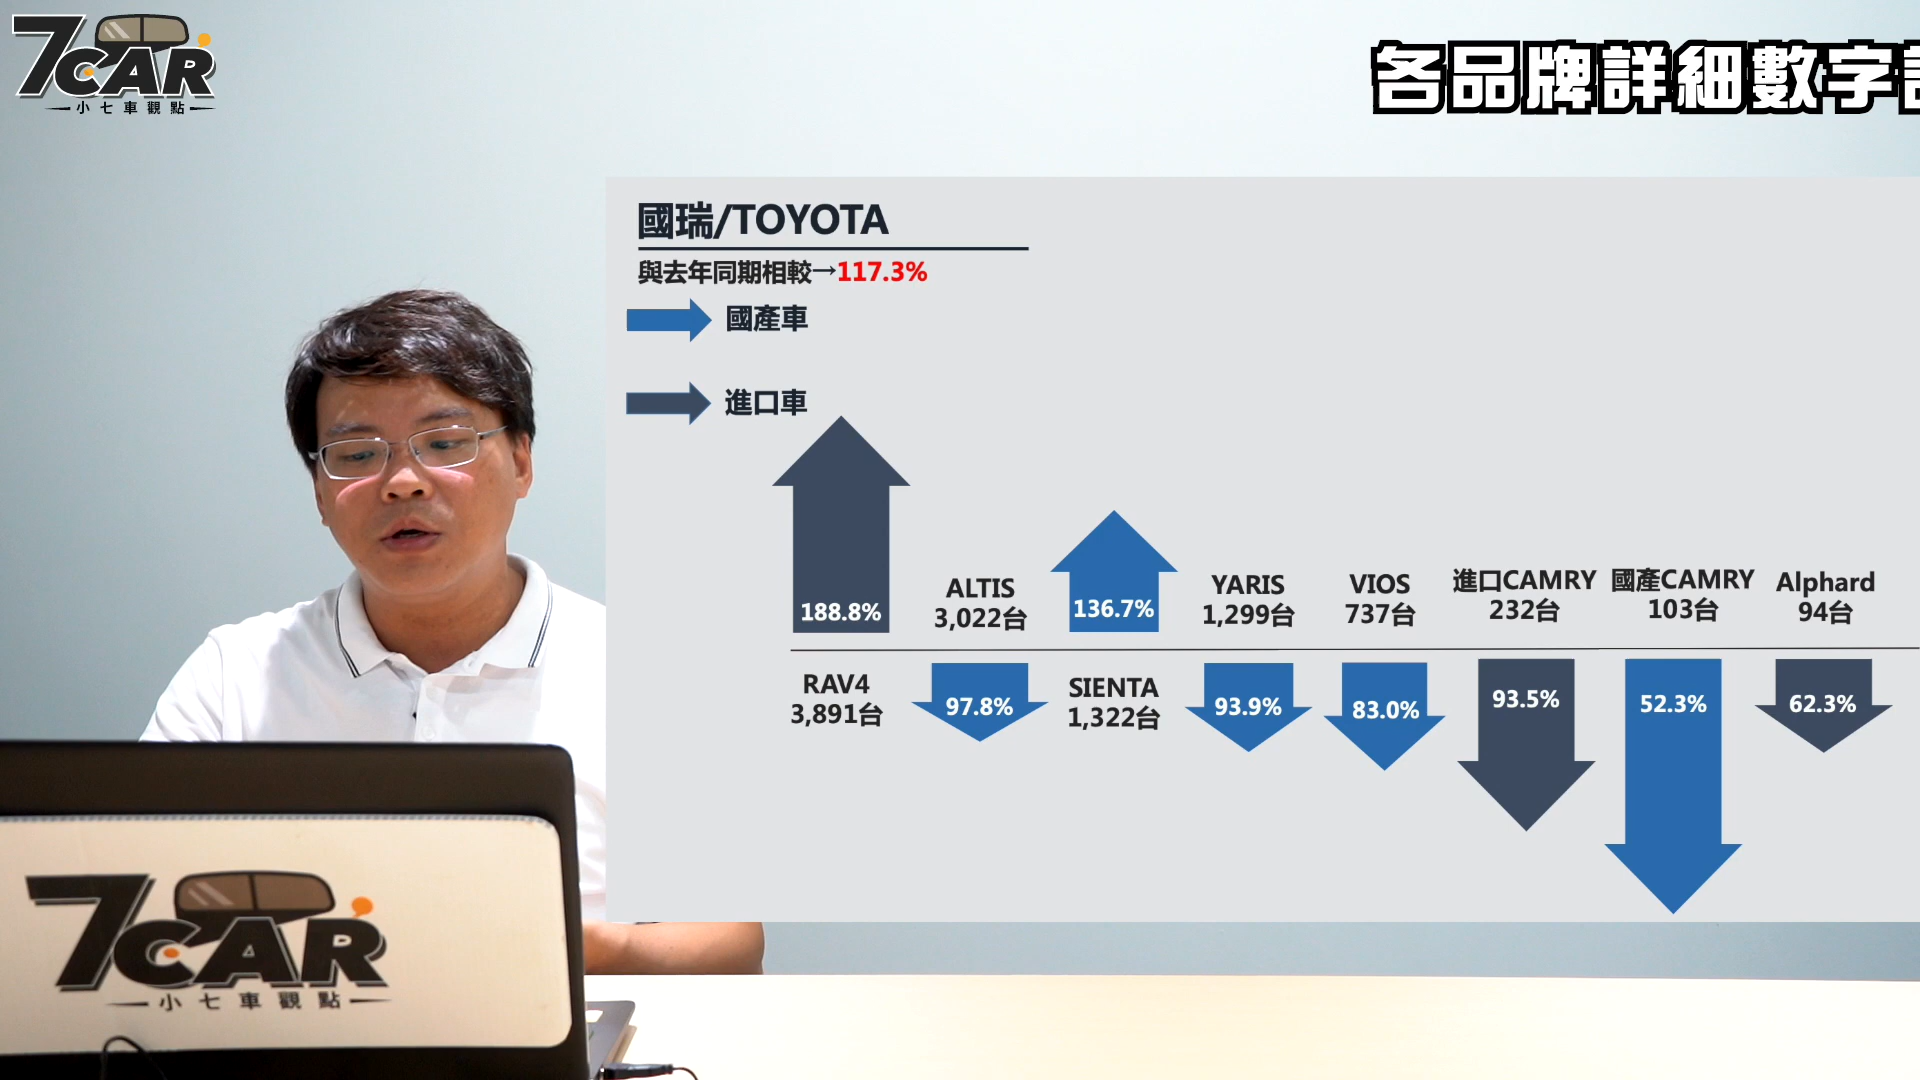 7CAR
小七車觀點
各品牌詳細數字
國瑞/TOYOTA
與去年同期相較→117.3%
國產車
進口車
188.8%
RAV4
3,891台
ALTIS
3,022台
97.8%
136.7%
SIENTA
1,322台
YARIS
1,299台
93.9%
VIOS
737台
83.0%
進口CAMRY
232台
93.5%
國產CAMRY
103台
52.3%
Alphard
94台
62.3%
7CAR
小七車觀點